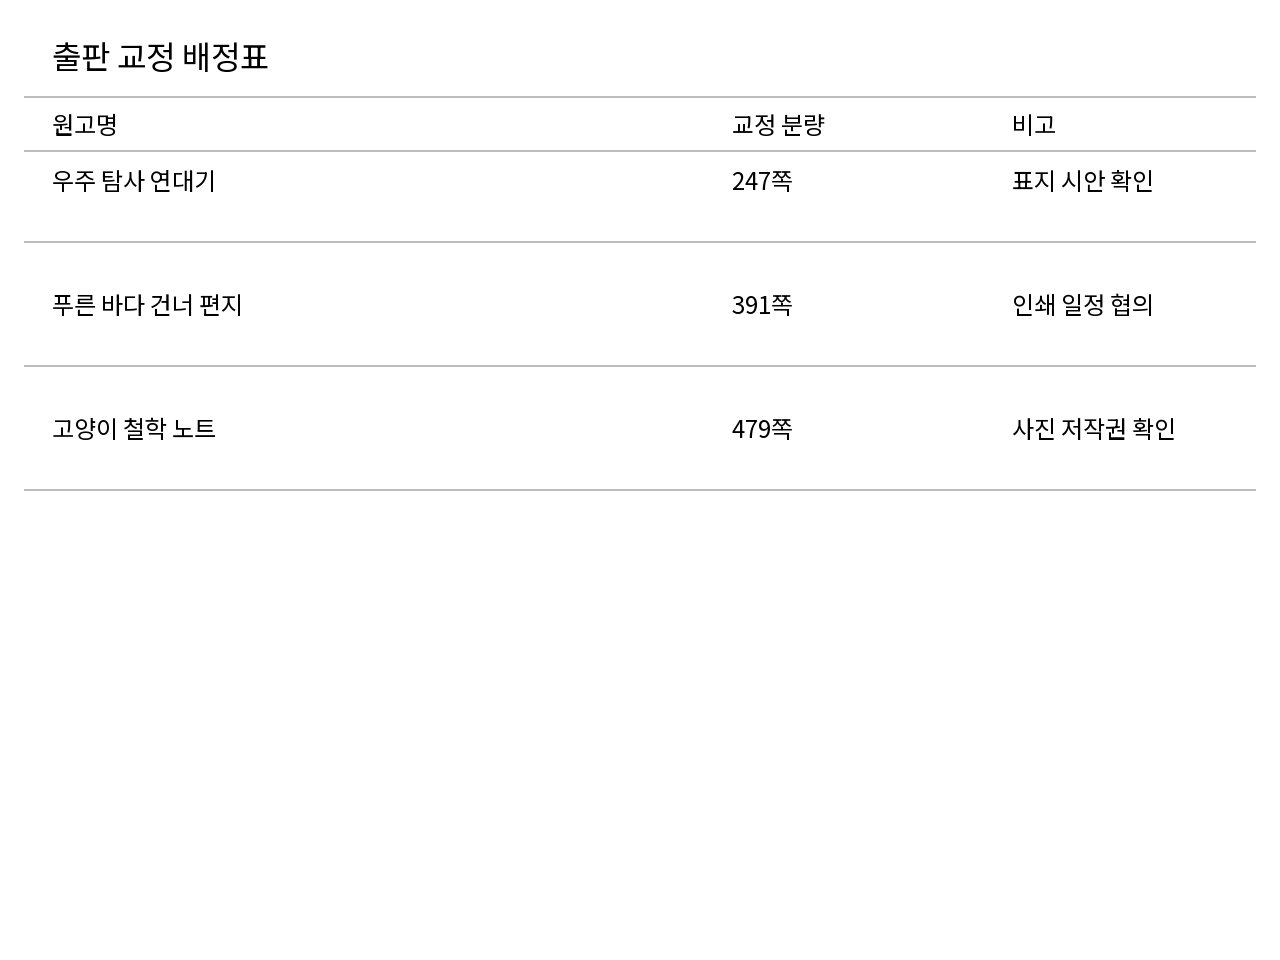 출판 교정 배정표
원고명 교정 분량 비고
우주 탐사 연대기 247쪽 표지 시안 확인
푸른 바다 건너 편지 391쪽 인쇄 일정 협의
고양이 철학 노트 479쪽 사진 저작권 확인